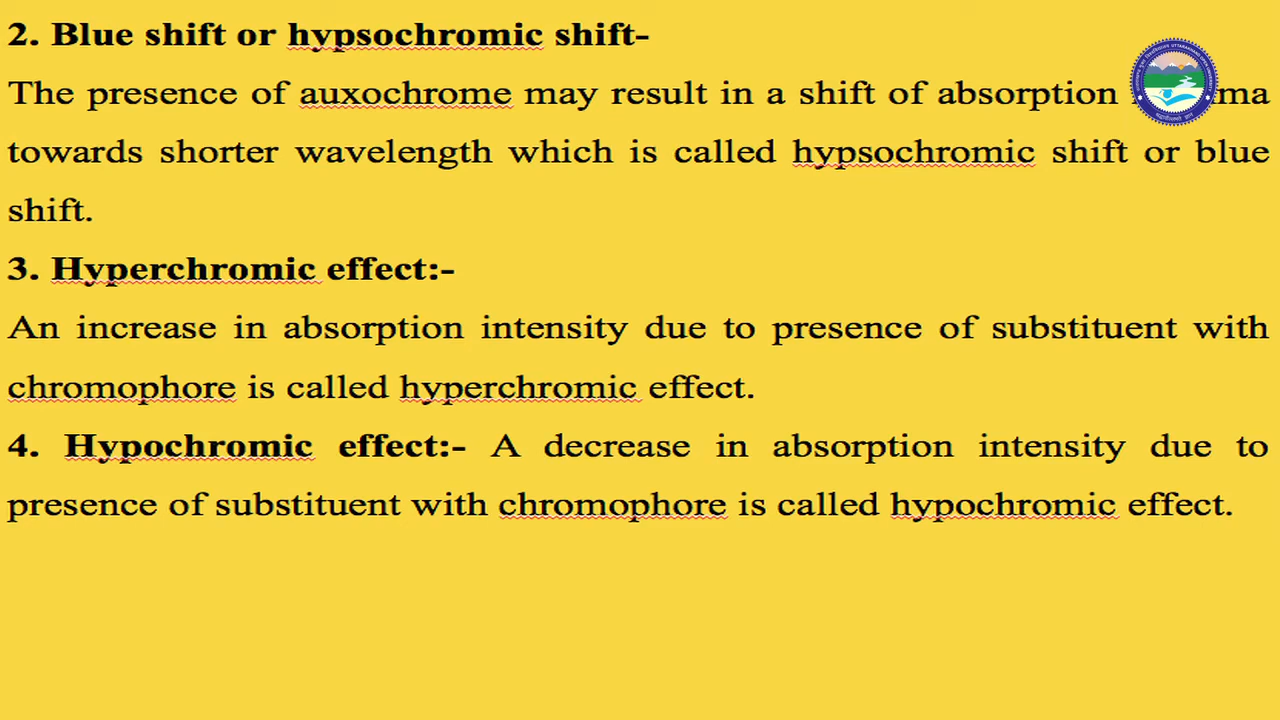 2. Blue shift or hypsochromic shift-
The presence of auxochrome may result in a shift of absorption
towards shorter wavelength which is called hypsochromic shift or blue
shift.
3. Hyperchromic effect:-
An increase in absorption intensity due to presence of substituent with
chromophore is called hyperchromic effect.
4. Hypochromic effect:- A decrease in absorption intensity due to
presence of substituent with chromophore is called hypochromic effect.